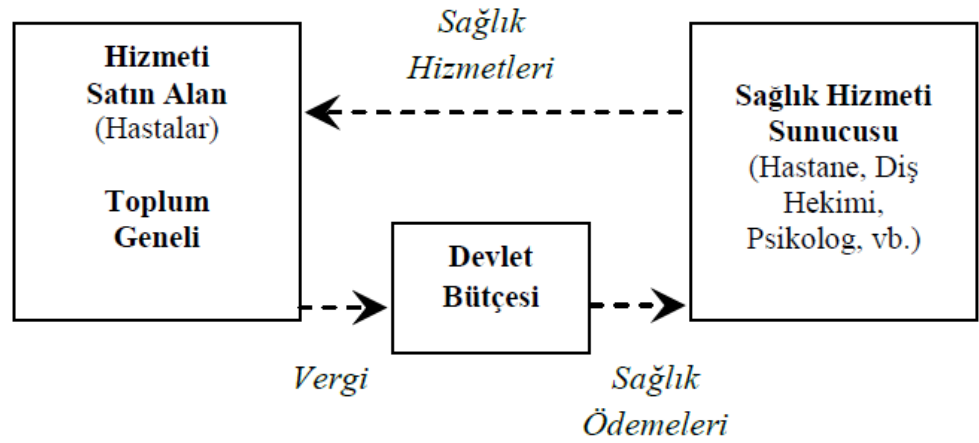 Hizmeti
Satın Alan
(Hastalar)
Toplum
Geneli
Sağlık
Hizmetleri
Sağlık Hizmeti
Sunucusu
(Hastane, Diş
Hekimi,
Psikolog, vb.)
Devlet
Bütçesi
Vergi
Sağlık
Ödemeleri